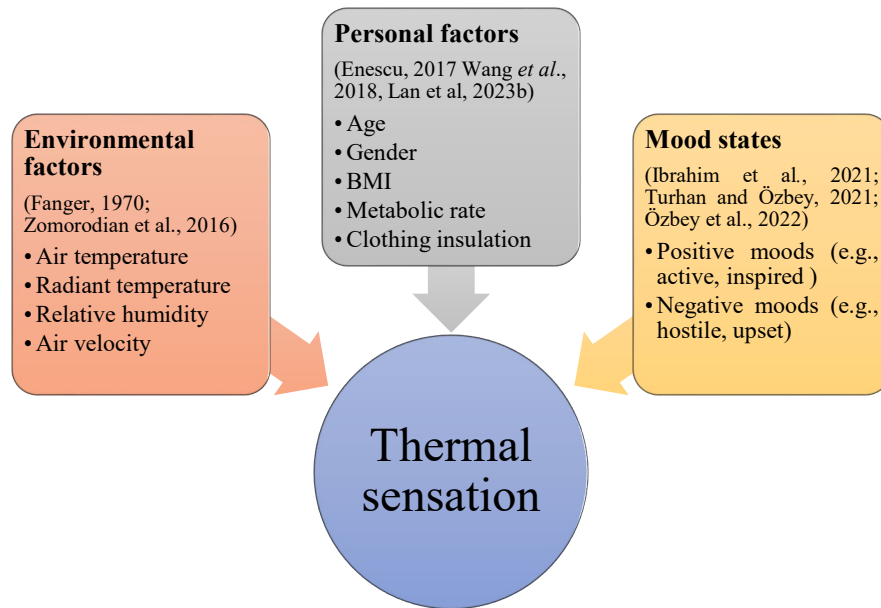 Personal factors
(Enescu, 2017 Wang et al.,
2018, Lan et al, 2023b)
• Age
• Gender
• BMI
• Metabolic rate
• Clothing insulation
Environmental
factors
(Fanger, 1970;
Zomorodian et al., 2016)
• Air temperature
• Radiant temperature
• Relative humidity
• Air velocity
Mood states
(Ibrahim et al., 2021;
Turhan and Özbey, 2021;
Özbey et al., 2022)
• Positive moods (e.g.,
active, inspired )
• Negative moods (e.g.,
hostile, upset)
Thermal
sensation